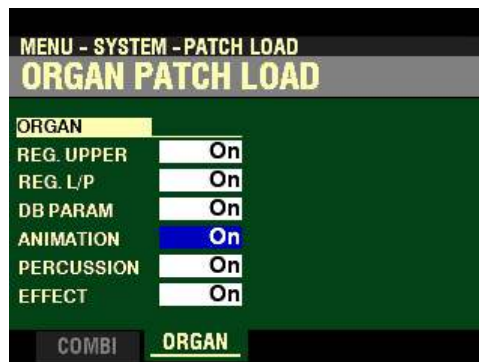 MENU - SYSTEM - PATCH LOAD
ORGAN PATCH LOAD
ORGAN
REG. UPPER On
REG. L/P On
DB PARAM On
ANIMATION On
PERCUSSION On
EFFECT On
COMBI ORGAN